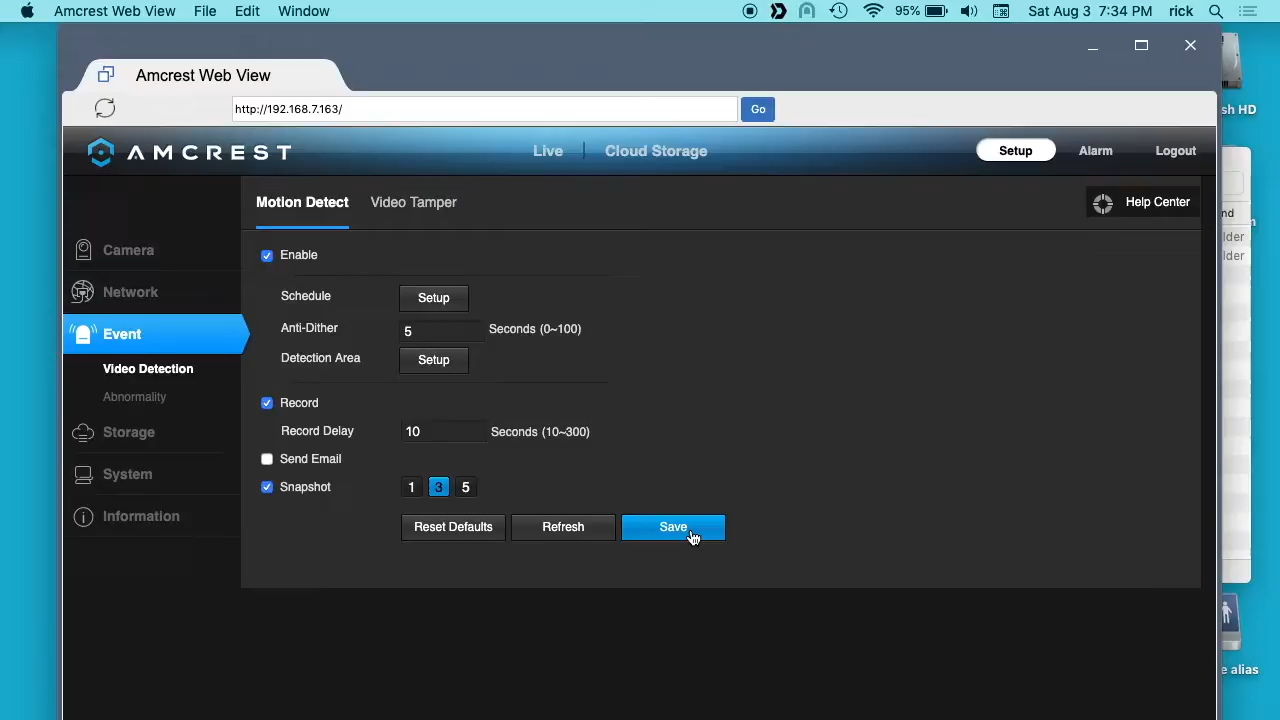 Amcrest Web View File Edit Window 95% Sat Aug 3 7:34 PM rick
Amcrest Web View
http://192.168.7.163/ Go
sh HD
AMCREST Live Cloud Storage Setup Alarm Logout
Motion Detect Video Tamper Help Center
nd
lder
lder
Camera
Network
Event
Video Detection
Abnormality
Storage
System
Information
Enable
Schedule Setup
Anti-Dither 5 Seconds (0~100)
Detection Area Setup
Record
Record Delay 10 Seconds (10~300)
Send Email
Snapshot 1 3 5
Reset Defaults Refresh Save
e alias